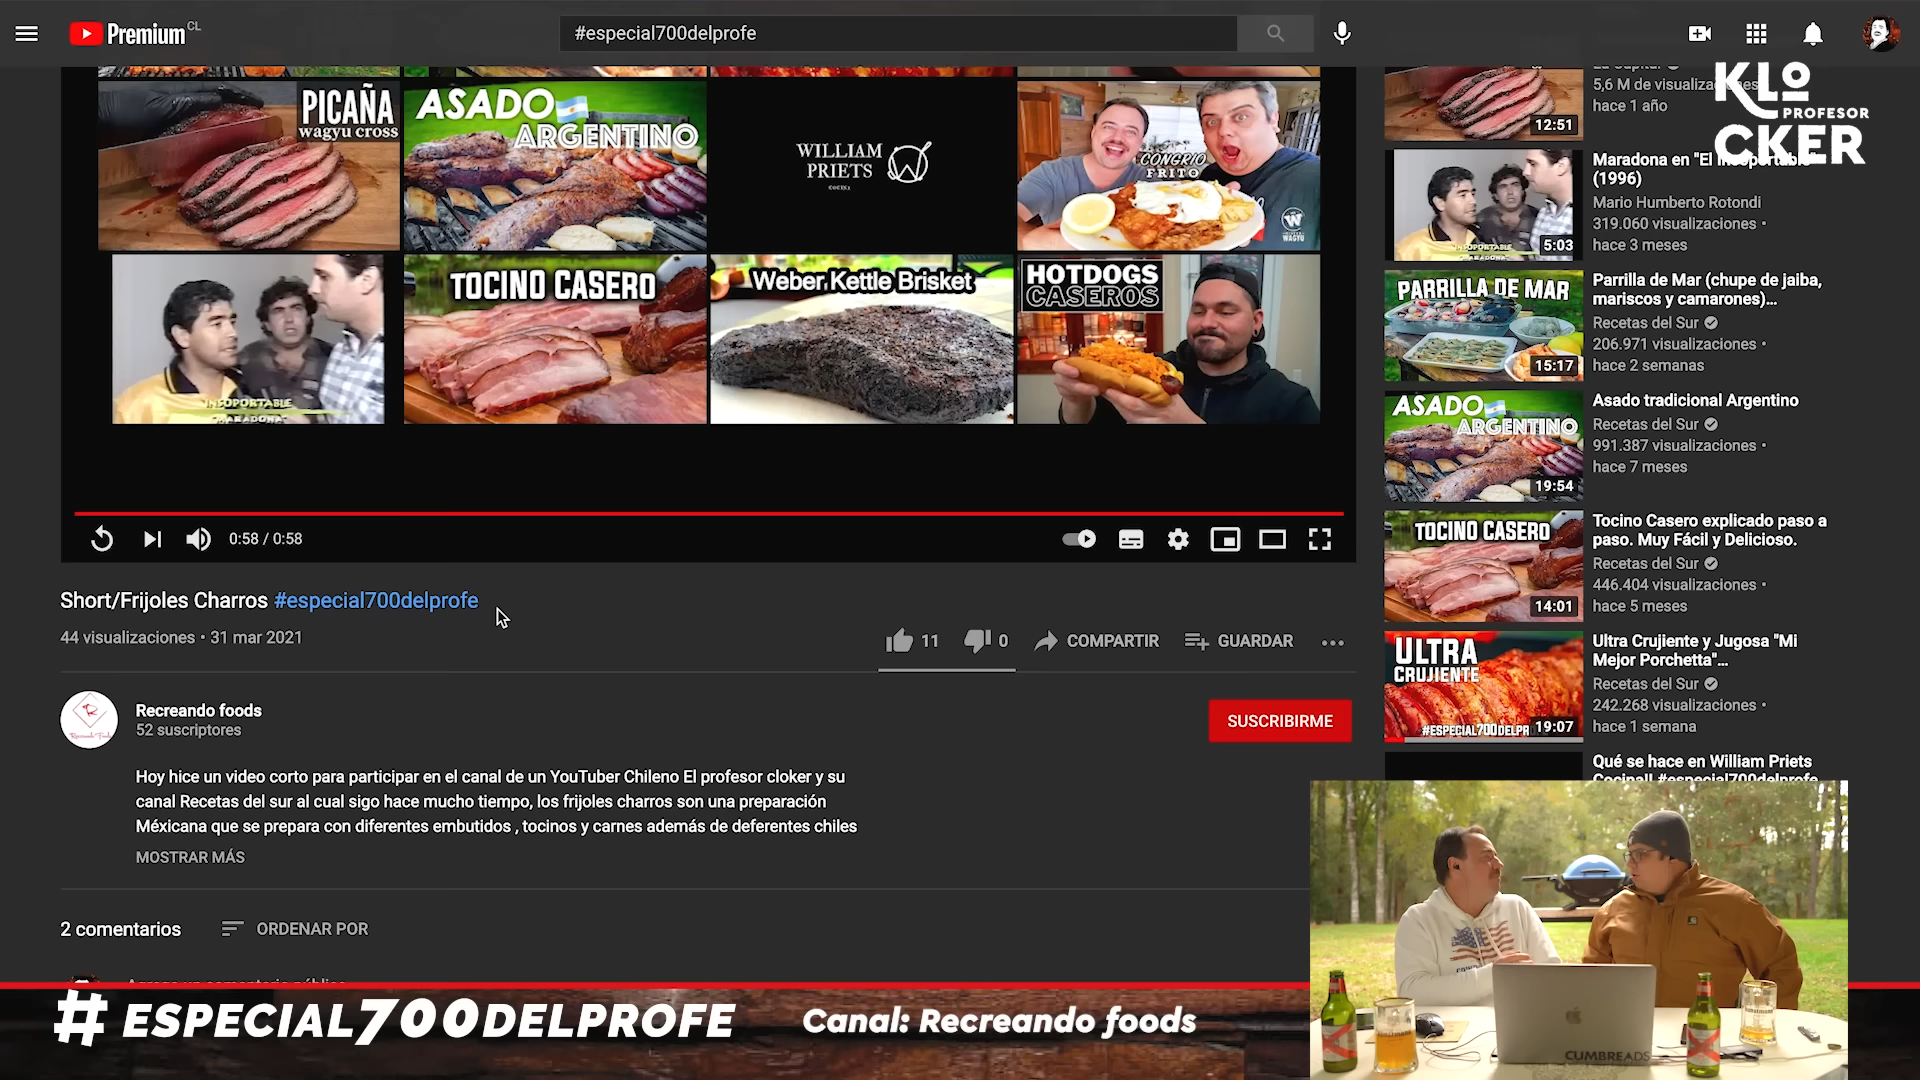 Premium CL
#especial700delprofe
PICAÑA
wagyu cross
ASADO
ARGENTINO
WILLIAM
PRIETS
COCINA
CONGRIO
FRITO
WAGYU
INSOPORTABLE
MARADONA
TOCINO CASERO
Weber Kettle Brisket
HOTDOGS
CASEROS
0:58 / 0:58
Short/Frijoles Charros #especial700delprofe
44 visualizaciones • 31 mar 2021
11
0
COMPARTIR
GUARDAR
Recreando foods
52 suscriptores
SUSCRIBIRME
Hoy hice un video corto para participar en el canal de un YouTuber Chileno El profesor cloker y su
canal Recetas del sur al cual sigo hace mucho tiempo, los frijoles charros son una preparación
Méxicana que se prepara con diferentes embutidos , tocinos y carnes además de deferentes chiles
MOSTRAR MÁS
2 comentarios
ORDENAR POR
KLO
PROFESOR
CKER
5,6 M de
hace 1 año
12:51
Maradona en "El
(1996)
Mario Humberto Rotondi
319.060 visualizaciones •
hace 3 meses
INSOPORTABLE
5:03
PARRILLA DE MAR
15:17
Parrilla de Mar (chupe de jaiba,
mariscos y camarones)...
Recetas del Sur
206.971 visualizaciones •
hace 2 semanas
ASADO
ARGENTINO
19:54
Asado tradicional Argentino
Recetas del Sur
991.387 visualizaciones •
hace 7 meses
TOCINO CASERO
14:01
Tocino Casero explicado paso a
paso. Muy Fácil y Delicioso.
Recetas del Sur
446.404 visualizaciones •
hace 5 meses
ULTRA
CRUJIENTE
#ESPECIAL700DELPR
19:07
Ultra Crujiente y Jugosa "Mi
Mejor Porchetta"...
Recetas del Sur
242.268 visualizaciones •
hace 1 semana
Qué se hace en William Priets
Cocina!! #especial700delprofe
CUMBREADS
# ESPECIAL700DELPROFE
Canal: Recreando foods